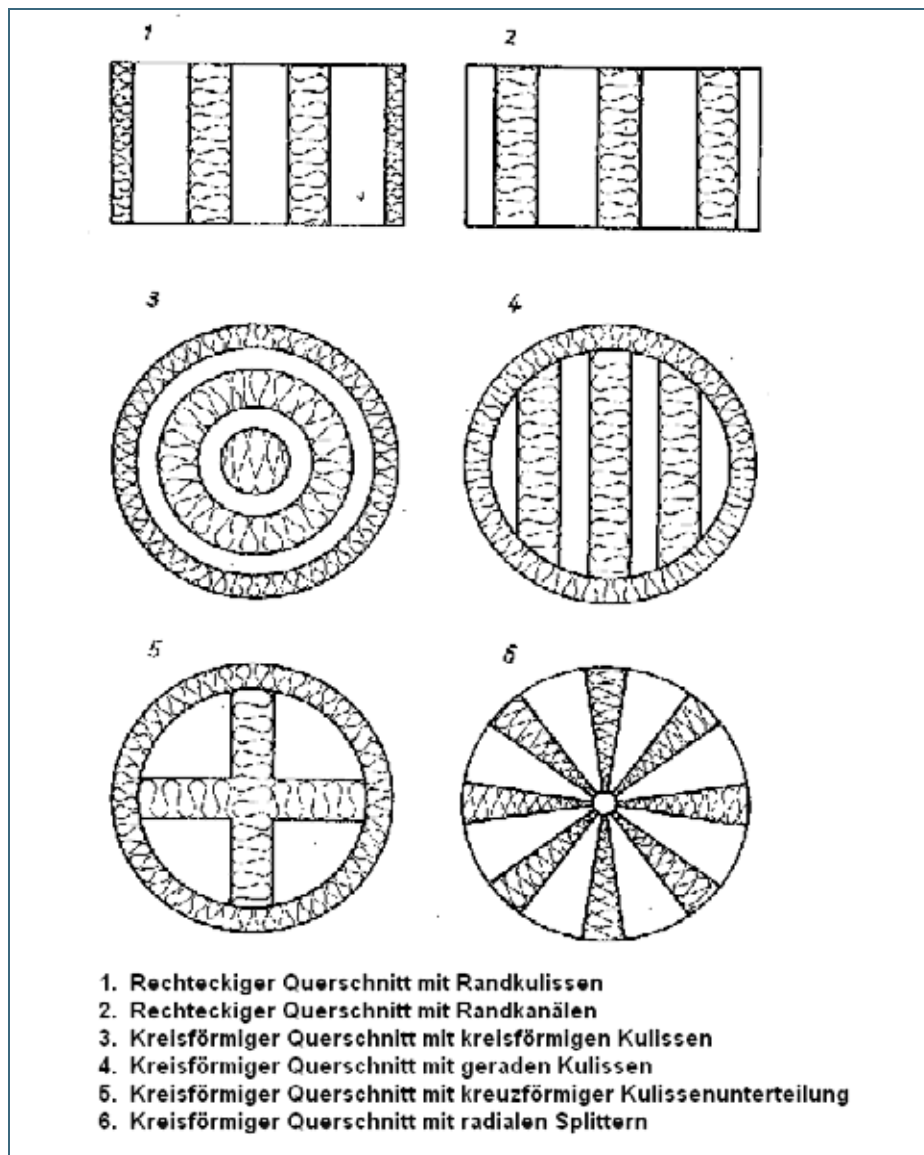 1
2
3
4
5
6
1. Rechteckiger Querschnitt mit Randkulissen
2. Rechteckiger Querschnitt mit Randkanälen
3. Kreisförmiger Querschnitt mit kreisförmigen Kulissen
4. Kreisförmiger Querschnitt mit geraden Kulissen
5. Kreisförmiger Querschnitt mit kreuzförmiger Kulissenunterteilung
6. Kreisförmiger Querschnitt mit radialen Splittern